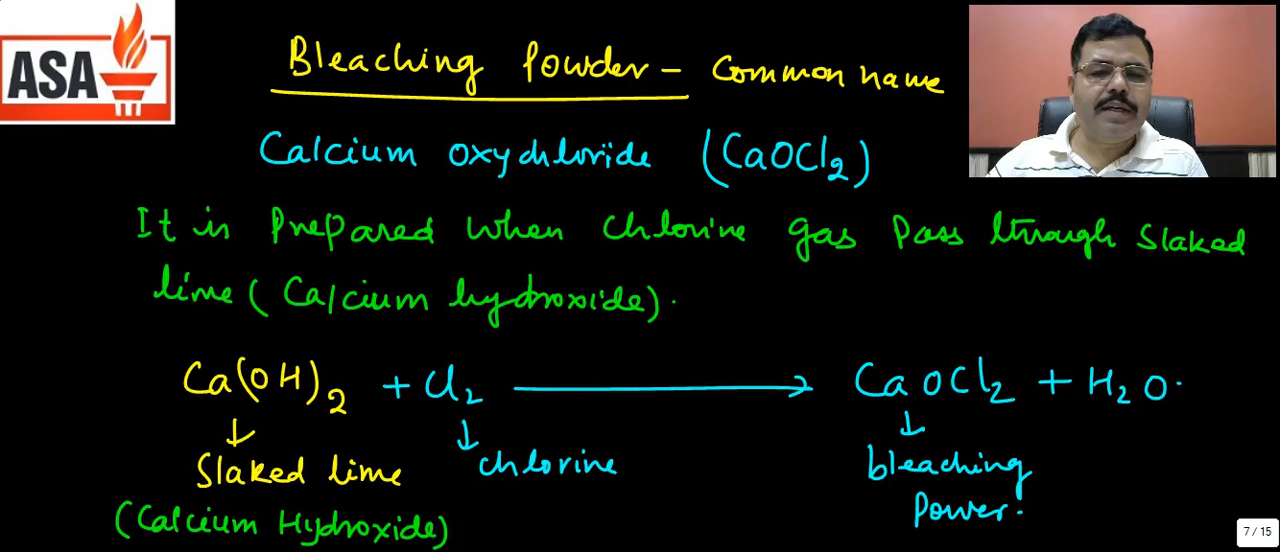 ASA
Bleaching Powder - Common name
Calcium oxychloride (CaOCl2)
It is Prepared when Chlorine gas Pass through Slaked
lime (Calcium hydroxide).
Ca(OH)2 + Cl2 → CaOCl2 + H2O.
↓ ↓ ↓
Slaked lime chlorine bleaching
(Calcium Hydroxide) Power.
7 / 15